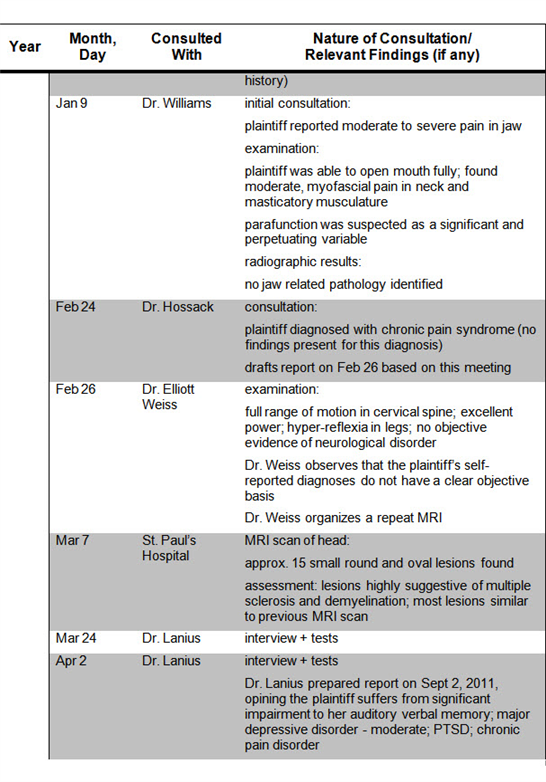 Year
Month,
Day
Consulted
With
Nature of Consultation/
Relevant Findings (if any)
history)
Jan 9
Dr. Williams
initial consultation:
plaintiff reported moderate to severe pain in jaw
examination:
plaintiff was able to open mouth fully; found
moderate, myofascial pain in neck and
masticatory musculature
parafunction was suspected as a significant and
perpetuating variable
radiographic results:
no jaw related pathology identified
Feb 24
Dr. Hossack
consultation:
plaintiff diagnosed with chronic pain syndrome (no
findings present for this diagnosis)
drafts report on Feb 26 based on this meeting
Feb 26
Dr. Elliott
Weiss
examination:
full range of motion in cervical spine; excellent
power; hyper-reflexia in legs; no objective
evidence of neurological disorder
Dr. Weiss observes that the plaintiff's self-
reported diagnoses do not have a clear objective
basis
Dr. Weiss organizes a repeat MRI
Mar 7
St. Paul's
Hospital
MRI scan of head:
approx. 15 small round and oval lesions found
assessment: lesions highly suggestive of multiple
sclerosis and demyelination; most lesions similar
to previous MRI scan
Mar 24
Dr. Lanius
interview + tests
Apr 2
Dr. Lanius
interview + tests
Dr. Lanius prepared report on Sept 2, 2011,
opining the plaintiff suffers from significant
impairment to her auditory verbal memory; major
depressive disorder - moderate; PTSD; chronic
pain disorder